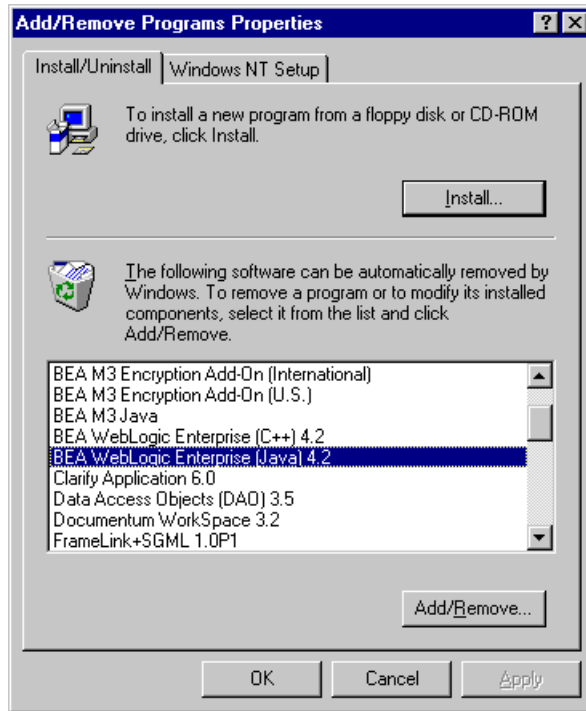 Add/Remove Programs Properties
Install/Uninstall
Windows NT Setup
To install a new program from a floppy disk or CD-ROM
drive, click Install.
Install...
The following software can be automatically removed by
Windows. To remove a program or to modify its installed
components, select it from the list and click
Add/Remove.
BEA M3 Encryption Add-On (International)
BEA M3 Encryption Add-On (U.S.)
BEA M3 Java
BEA WebLogic Enterprise (C++) 4.2
BEA WebLogic Enterprise (Java) 4.2
Clarify Application 6.0
Data Access Objects (DAO) 3.5
Documentum WorkSpace 3.2
FrameLink+SGML 1.0P1
Add/Remove...
OK
Cancel
Apply